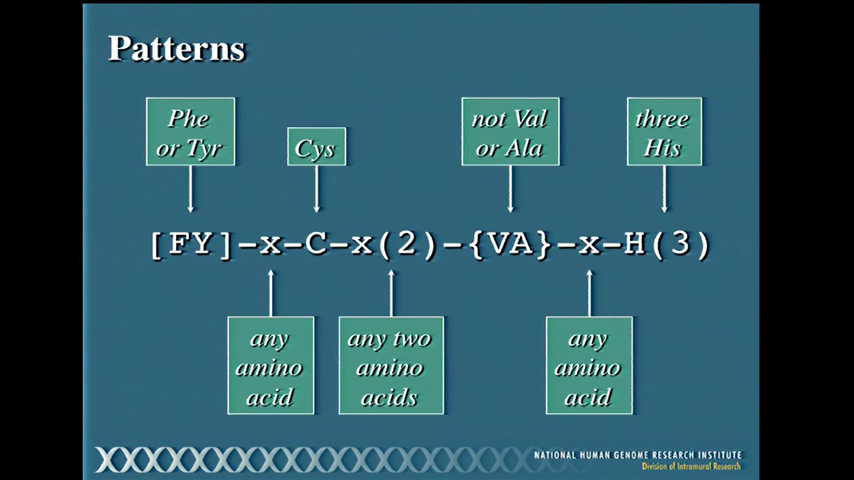 Patterns
Phe
or Tyr
Cys
not Val
or Ala
three
His
[FY]-x-C-x(2)-{VA}-x-H(3)
any
amino
acid
any two
amino
acids
any
amino
acid
NATIONAL HUMAN GENOME RESEARCH INSTITUTE
Division of Intramural Research